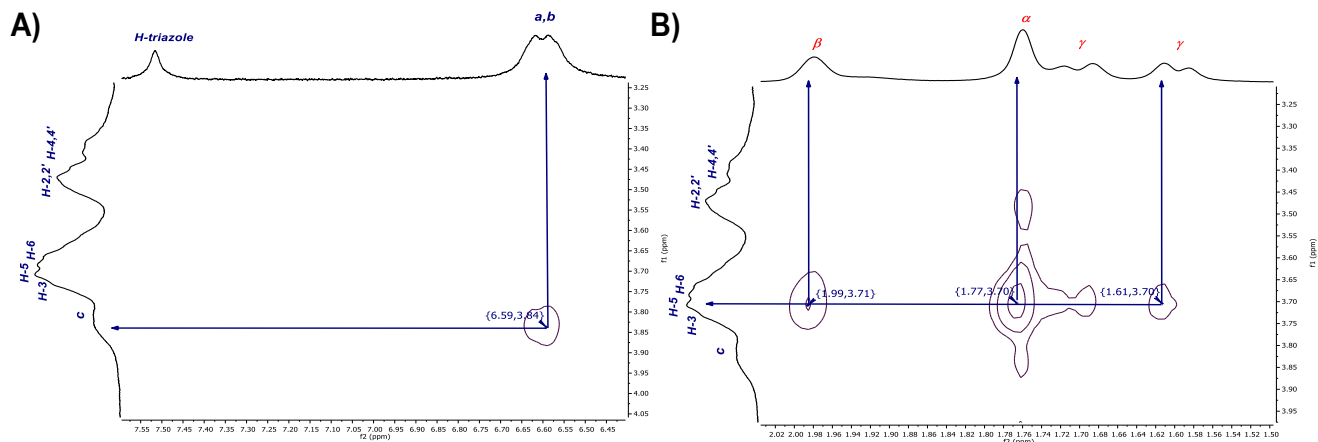 A)
a,b
H-triazole
H-4,4'
H-2,2'
H-6
H-5
H-3
c
{6.59,3.84}
3.25
3.30
3.35
3.40
3.45
3.50
3.55
3.60
3.65
3.70
3.75
3.80
3.85
3.90
3.95
4.00
4.05
f1 (ppm)
7.55 7.50 7.45 7.40 7.35 7.30 7.25 7.20 7.15 7.10 7.05 7.00 6.95 6.90 6.85 6.80 6.75 6.70 6.65 6.60 6.55 6.50 6.45
f2 (ppm)
B)
β
α
γ
γ
H-4,4'
H-2,2'
H-6
H-5
H-3
c
{1.99,3.71}
{1.77,3.70}
{1.61,3.70}
3.25
3.30
3.35
3.40
3.45
3.50
3.55
3.60
3.65
3.70
3.75
3.80
3.85
3.90
3.95
f1 (ppm)
2.02 2.00 1.98 1.96 1.94 1.92 1.90 1.88 1.86 1.84 1.82 1.80 1.78 1.76 1.74 1.72 1.70 1.68 1.66 1.64 1.62 1.60 1.58 1.56 1.54 1.52 1.50
f2 (ppm)